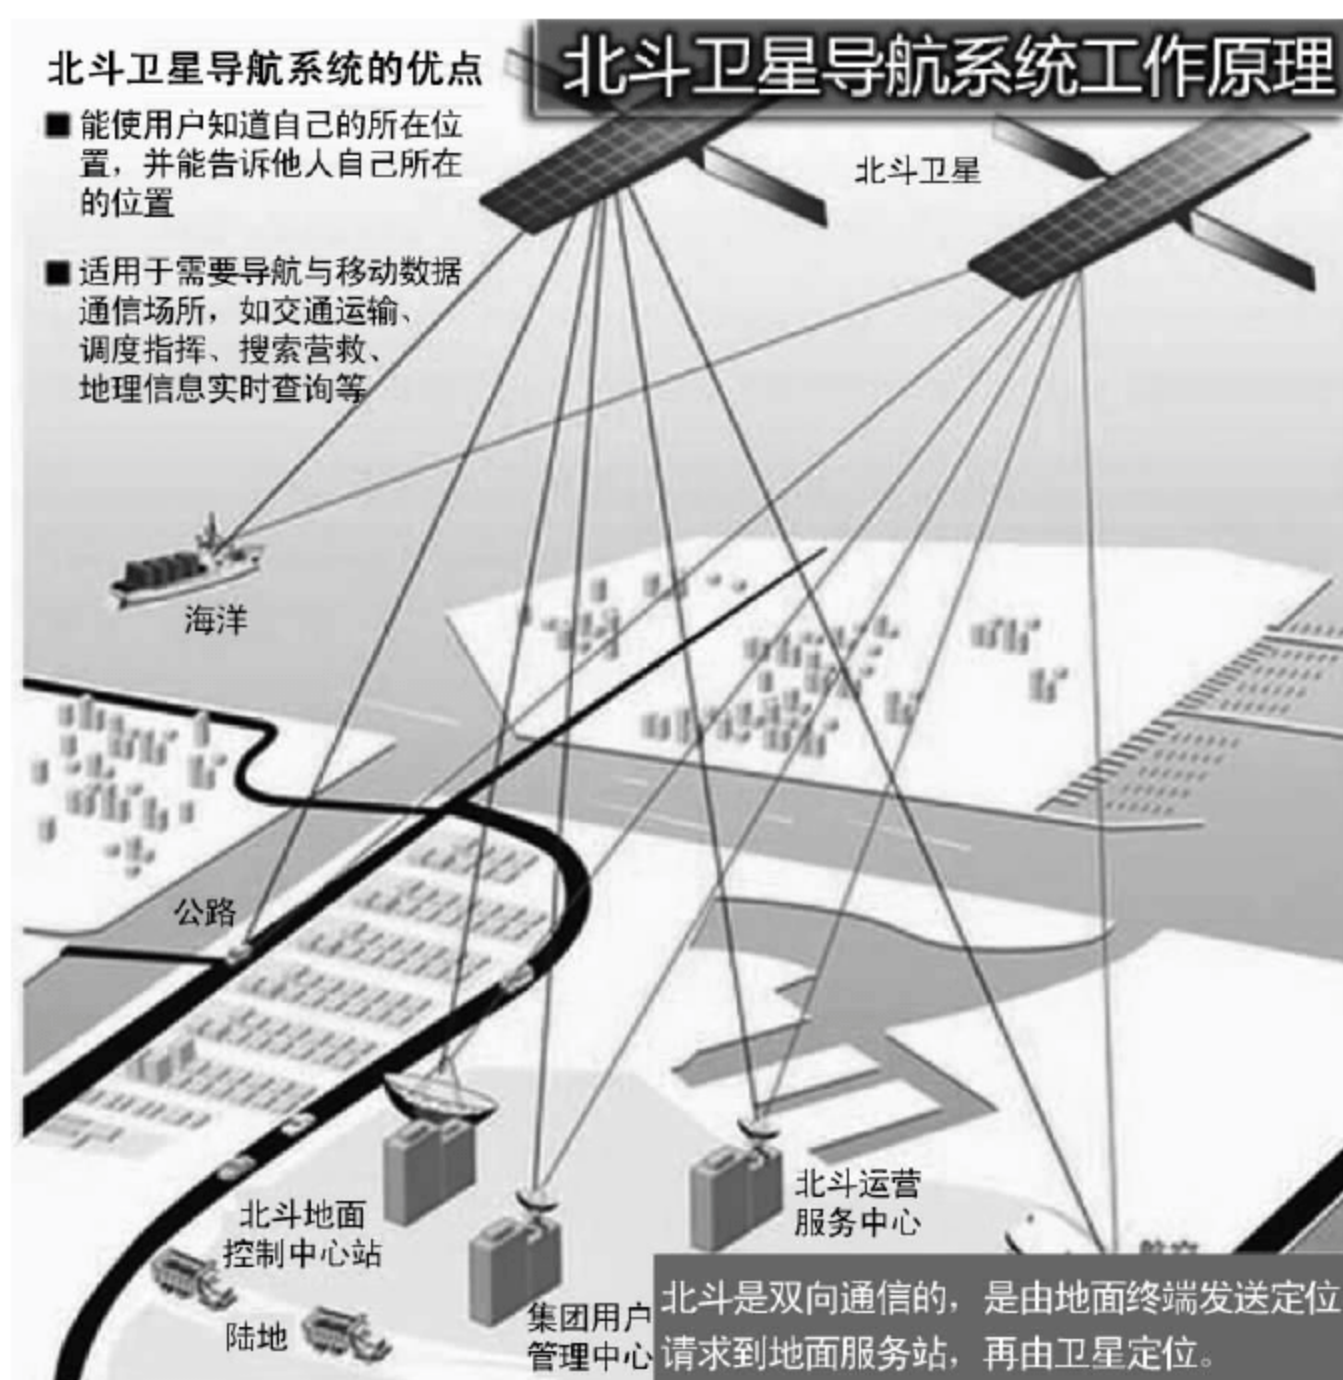 北斗卫星导航系统工作原理
北斗卫星导航系统的优点
■ 能使用户知道自己的所在位
置，并能告诉他人自己所在
的位置
■ 适用于需要导航与移动数据
通信场所，如交通运输、
调度指挥、搜索营救、
地理信息实时查询等
北斗卫星
海洋
公路
北斗地面
控制中心站
陆地
集团用户
管理中心
北斗运营
服务中心
北斗是双向通信的，是由地面终端发送定位
请求到地面服务站，再由卫星定位。